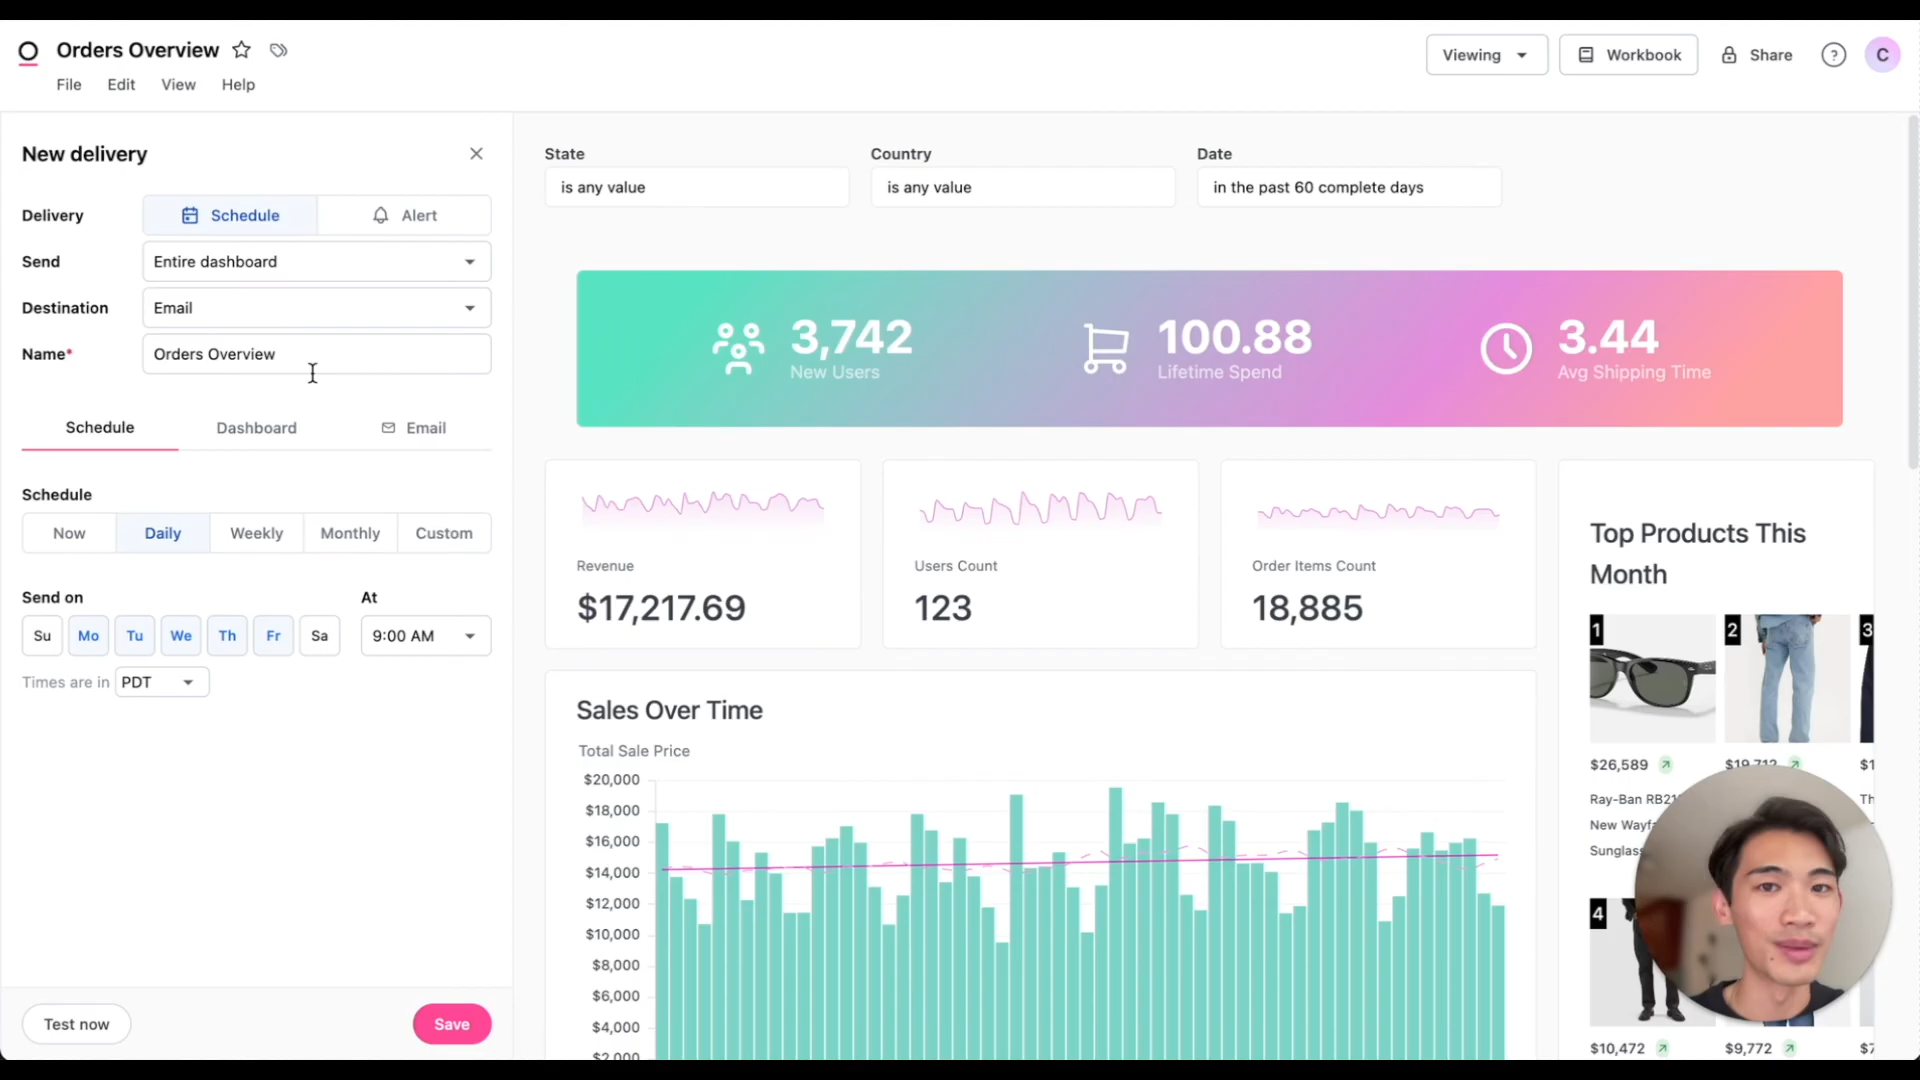 Orders Overview
File Edit View Help
Viewing
Workbook
Share
?
C
New delivery
Delivery Schedule Alert
Send Entire dashboard
Destination Email
Name* Orders Overview
Schedule Dashboard Email
Schedule
Now Daily Weekly Monthly Custom
Send on At
Su Mo Tu We Th Fr Sa 9:00 AM
Times are in PDT
Test now Save
State Country Date
is any value is any value in the past 60 complete days
3,742 100.88 3.44
New Users Lifetime Spend Avg Shipping Time
Revenue
$17,217.69
Users Count
123
Order Items Count
18,885
Sales Over Time
Total Sale Price
$20,000
$18,000
$16,000
$14,000
$12,000
$10,000
$8,000
$6,000
$4,000
$2,000
Top Products This
Month
1 2 3
$26,589 $19,712
Ray-Ban
New
4
$10,472 $9,772